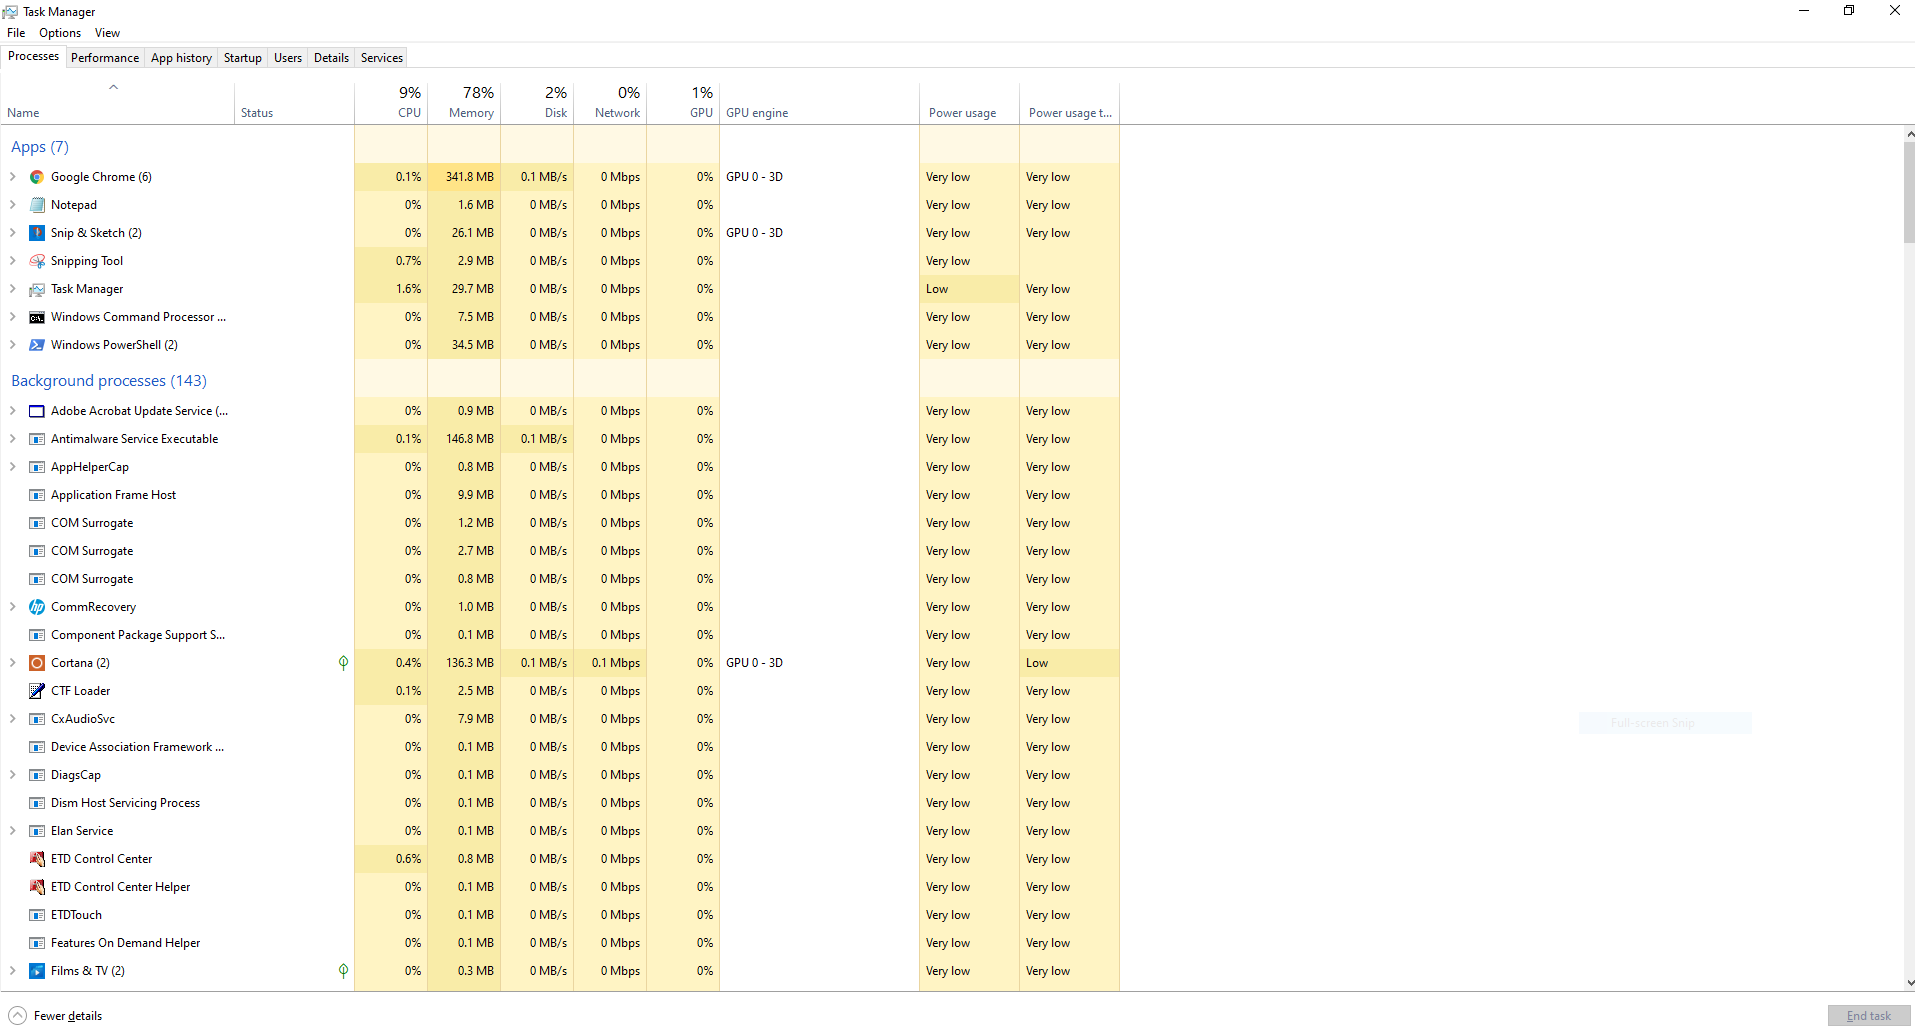 Task Manager
File Options View
Processes Performance App history Startup Users Details Services
9% 78% 2% 0% 1%
Name Status CPU Memory Disk Network GPU GPU engine Power usage Power usage t...
Apps (7)
Google Chrome (6) 0.1% 341.8 MB 0.1 MB/s 0 Mbps 0% GPU 0 - 3D Very low Very low
Notepad 0% 1.6 MB 0 MB/s 0 Mbps 0% Very low Very low
Snip & Sketch (2) 0% 26.1 MB 0 MB/s 0 Mbps 0% GPU 0 - 3D Very low Very low
Snipping Tool 0.7% 2.9 MB 0 MB/s 0 Mbps 0% Very low
Task Manager 1.6% 29.7 MB 0 MB/s 0 Mbps 0% Low Very low
Windows Command Processor ... 0% 7.5 MB 0 MB/s 0 Mbps 0% Very low Very low
Windows PowerShell (2) 0% 34.5 MB 0 MB/s 0 Mbps 0% Very low Very low
Background processes (143)
Adobe Acrobat Update Service (... 0% 0.9 MB 0 MB/s 0 Mbps 0% Very low Very low
Antimalware Service Executable 0.1% 146.8 MB 0.1 MB/s 0 Mbps 0% Very low Very low
AppHelperCap 0% 0.8 MB 0 MB/s 0 Mbps 0% Very low Very low
Application Frame Host 0% 9.9 MB 0 MB/s 0 Mbps 0% Very low Very low
COM Surrogate 0% 1.2 MB 0 MB/s 0 Mbps 0% Very low Very low
COM Surrogate 0% 2.7 MB 0 MB/s 0 Mbps 0% Very low Very low
COM Surrogate 0% 0.8 MB 0 MB/s 0 Mbps 0% Very low Very low
CommRecovery 0% 1.0 MB 0 MB/s 0 Mbps 0% Very low Very low
Component Package Support S... 0% 0.1 MB 0 MB/s 0 Mbps 0% Very low Very low
Cortana (2) 0.4% 136.3 MB 0.1 MB/s 0.1 Mbps 0% GPU 0 - 3D Very low Low
CTF Loader 0.1% 2.5 MB 0 MB/s 0 Mbps 0% Very low Very low
CxAudioSvc 0% 7.9 MB 0 MB/s 0 Mbps 0% Very low Very low
Full-screen Snip
Device Association Framework ... 0% 0.1 MB 0 MB/s 0 Mbps 0% Very low Very low
DiagsCap 0% 0.1 MB 0 MB/s 0 Mbps 0% Very low Very low
Dism Host Servicing Process 0% 0.1 MB 0 MB/s 0 Mbps 0% Very low Very low
Elan Service 0% 0.1 MB 0 MB/s 0 Mbps 0% Very low Very low
ETD Control Center 0.6% 0.8 MB 0 MB/s 0 Mbps 0% Very low Very low
ETD Control Center Helper 0% 0.1 MB 0 MB/s 0 Mbps 0% Very low Very low
ETDTouch 0% 0.1 MB 0 MB/s 0 Mbps 0% Very low Very low
Features On Demand Helper 0% 0.1 MB 0 MB/s 0 Mbps 0% Very low Very low
Films & TV (2) 0% 0.3 MB 0 MB/s 0 Mbps 0% Very low Very low
Fewer details End task